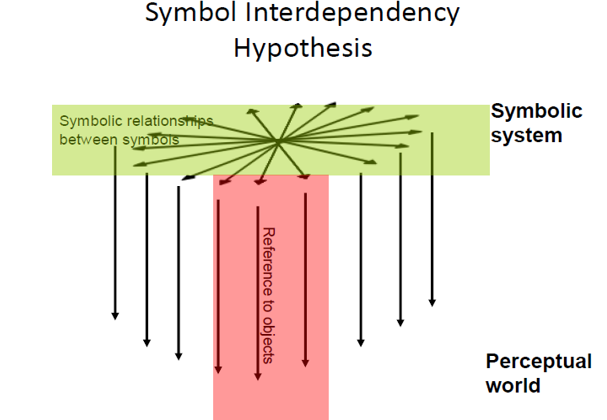 Symbol Interdependency
Hypothesis
Symbolic relationships
between symbols
Symbolic
system
Reference to objects
Perceptual
world